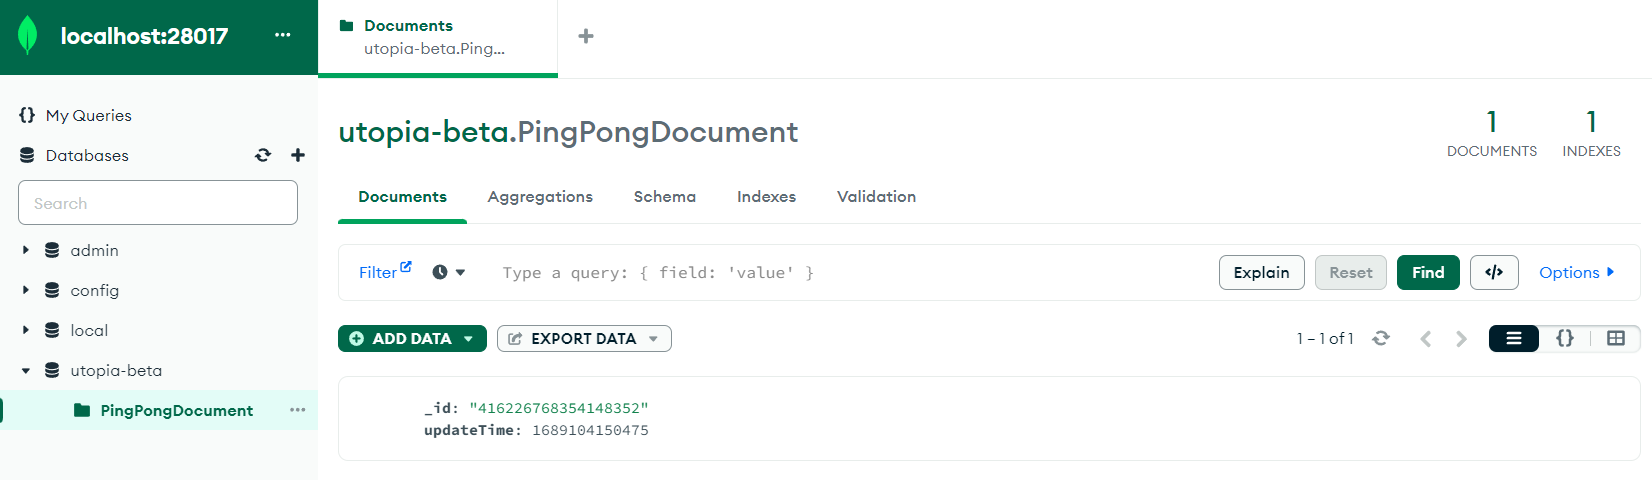 localhost:28017
Documents
utopia-beta.Ping...
My Queries
Databases
Search
admin
config
local
utopia-beta
PingPongDocument
utopia-beta.PingPongDocument
1
DOCUMENTS
1
INDEXES
Documents
Aggregations
Schema
Indexes
Validation
Filter
Type a query: { field: 'value' }
Explain
Reset
Find
Options
ADD DATA
EXPORT DATA
1 – 1 of 1
_id: "416226768354148352"
updateTime: 1689104150475